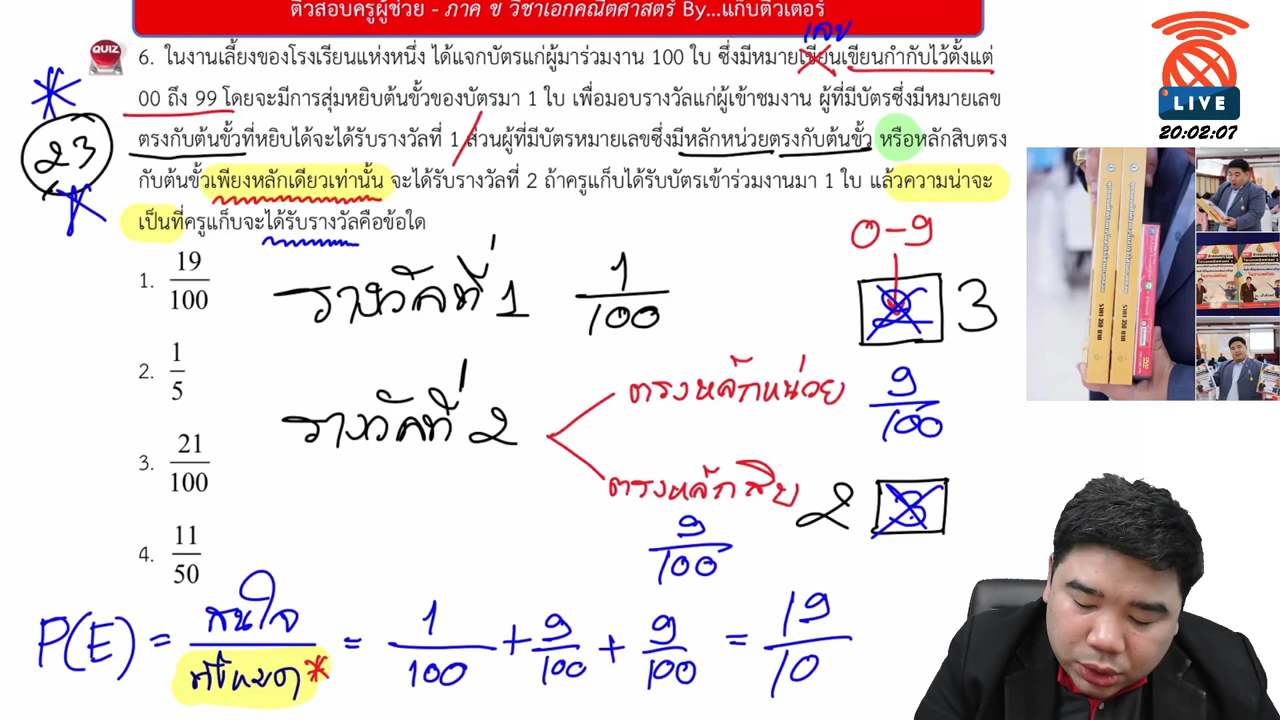 ติวสอบครูผู้ช่วย - ภาค ข วิชาเอกคณิตศาสตร์ By...แก๊บติวเตอร์
QUIZ
เลข
6. ในงานเลี้ยงของโรงเรียนแห่งหนึ่ง ได้แจกบัตรแก่ผู้มาร่วมงาน 100 ใบ ซึ่งมีหมายเขียนเขียนกำกับไว้ตั้งแต่
00 ถึง 99 โดยจะมีการสุ่มหยิบต้นขั้วของบัตรมา 1 ใบ เพื่อมอบรางวัลแก่ผู้เข้าชมงาน ผู้ที่มีบัตรซึ่งมีหมายเลข
ตรงกับต้นขั้วที่หยิบได้จะได้รับรางวัลที่ 1 ส่วนผู้ที่มีบัตรหมายเลขซึ่งมีหลักหน่วยตรงกับต้นขั้ว หรือหลักสิบตรง
กับต้นขั้วเพียงหลักเดียวเท่านั้น จะได้รับรางวัลที่ 2 ถ้าครูแก็บได้รับบัตรเข้าร่วมงานมา 1 ใบ แล้วความน่าจะ
เป็นที่ครูแก็บจะได้รับรางวัลคือข้อใด
23
1. 19/100
2. 1/5
3. 21/100
4. 11/50
รางวัลที่ 1 1/100
0-9
2 3
รางวัลที่ 2
ตรงหลักหน่วย 9/100
ตรงหลักสิบ 2 3
9/100
P(E) = สนใจ/ทั้งหมด* = 1/100 + 9/100 + 9/100 = 19/10
LIVE
20:02:07
ราคา 350 บาท
ราคา 350 บาท